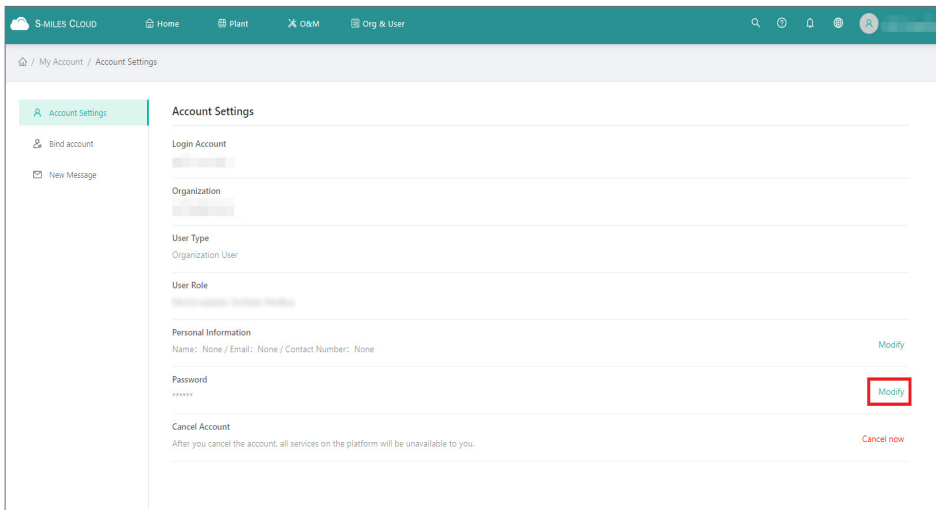 S-MILES CLOUD Home Plant O&M Org & User
/ My Account / Account Settings
Account Settings
Bind account
New Message
Account Settings
Login Account
Organization
User Type
Organization User
User Role
Personal Information
Name: None / Email: None / Contact Number: None
Modify
Password
******
Modify
Cancel Account
After you cancel the account, all services on the platform will be unavailable to you.
Cancel now